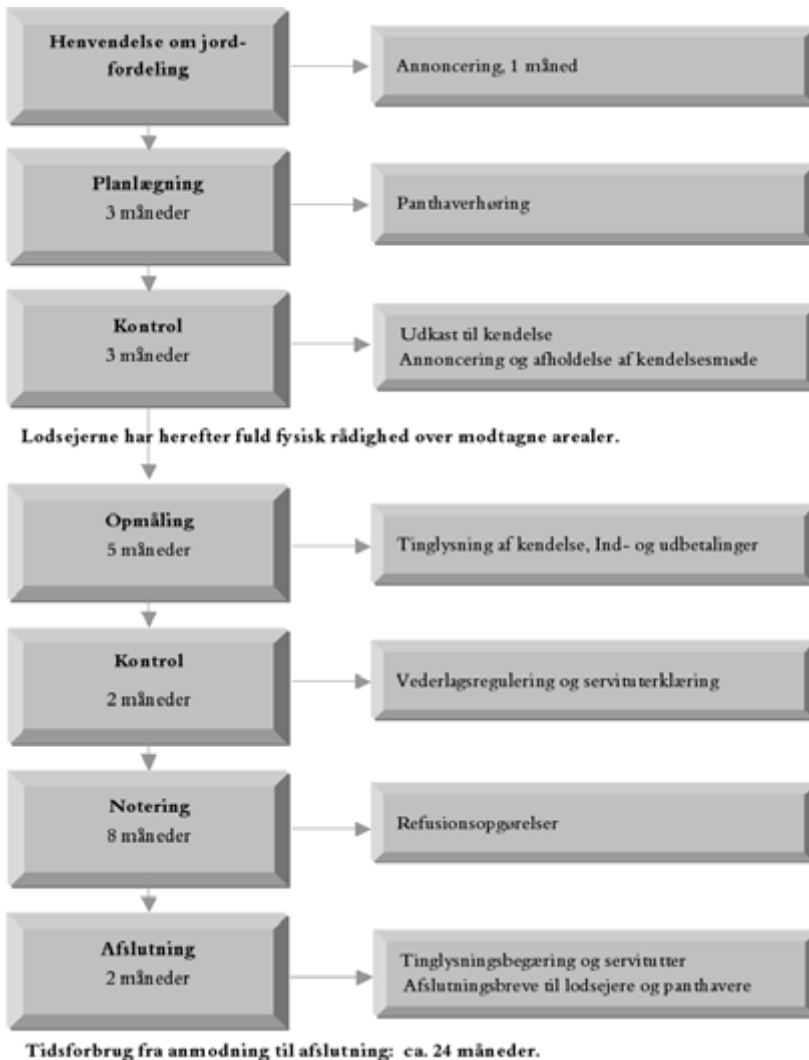 Henvendelse om jord-
fordeling
Annoncering, 1 måned
Planlægning
3 måneder
Panthaverhøring
Kontrol
3 måneder
Udkast til kendelse
Annoncering og afholdelse af kendelsesmøde
Lodsejerne har herefter fuld fysisk rådighed over modtagne arealer.
Opmåling
5 måneder
Tinglysning af kendelse, Ind- og udbetalinger
Kontrol
2 måneder
Vederlagsregulering og servituterklæring
Notering
8 måneder
Refusionsopgørelser
Afslutning
2 måneder
Tinglysningsbegæring og servitutter
Afslutningsbreve til lodsejere og panthavere
Tidsforbrug fra anmodning til afslutning: ca. 24 måneder.